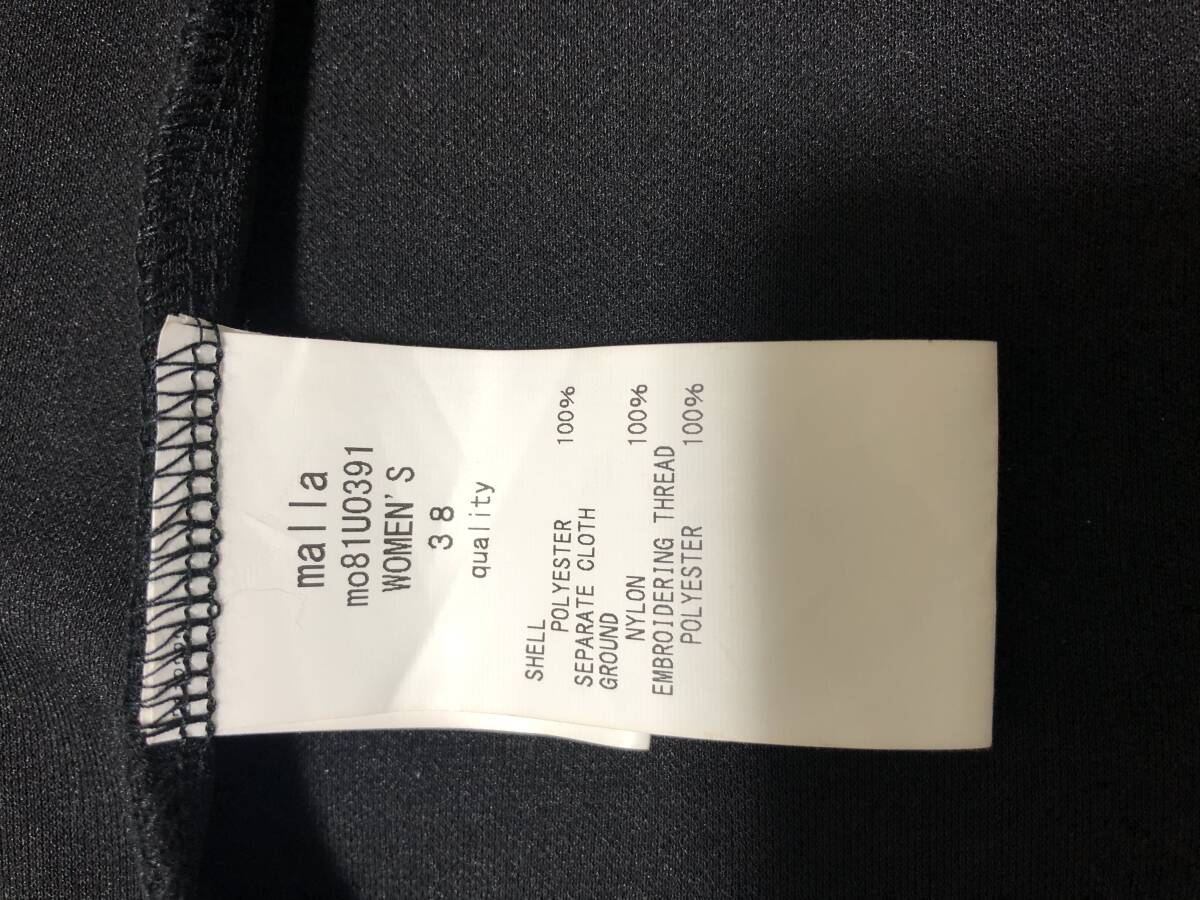 malla
mo81U0391
WOMEN'S
38
quality
SHELL
POLYESTER 100%
SEPARATE CLOTH
GROUND
NYLON 100%
EMBROIDERING THREAD
POLYESTER 100%